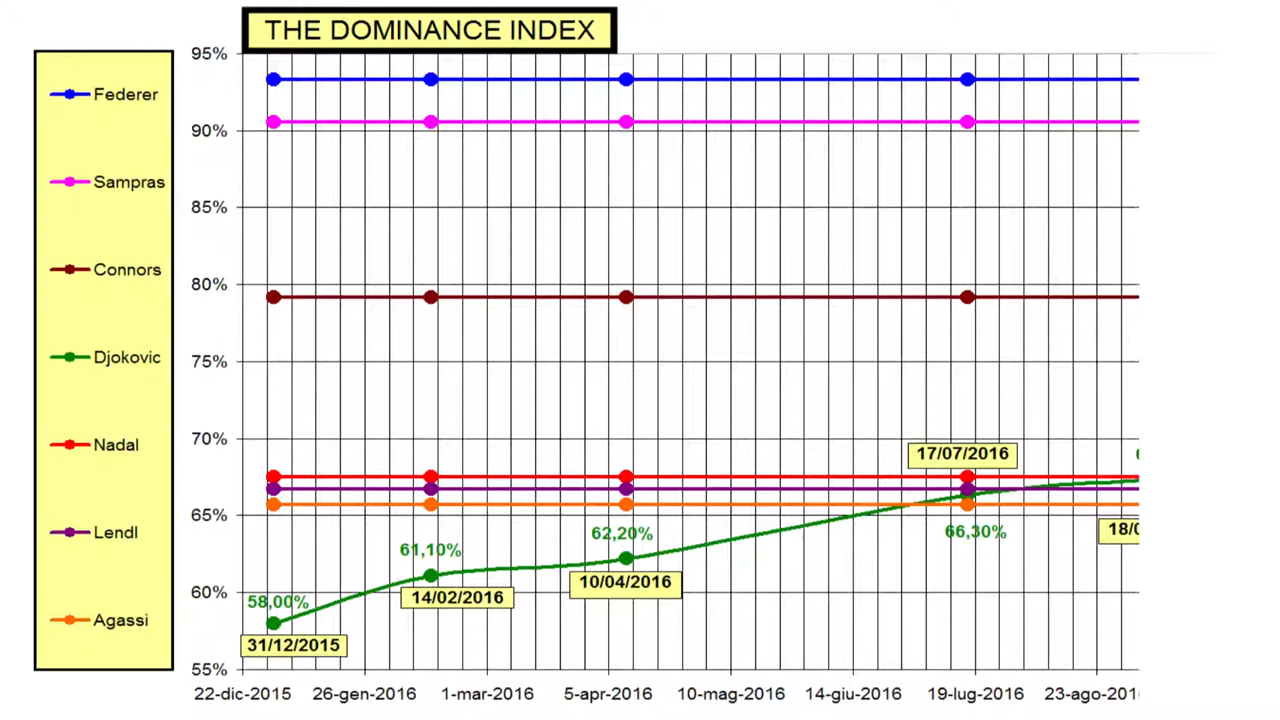 THE DOMINANCE INDEX
Federer
Sampras
Connors
Djokovic
Nadal
Lendl
Agassi
95%
90%
85%
80%
75%
70%
65%
60%
55%
17/07/2016
66,30%
62,20%
10/04/2016
61,10%
14/02/2016
58,00%
31/12/2015
22-dic-2015 26-gen-2016 1-mar-2016 5-apr-2016 10-mag-2016 14-giu-2016 19-lug-2016 23-ago-